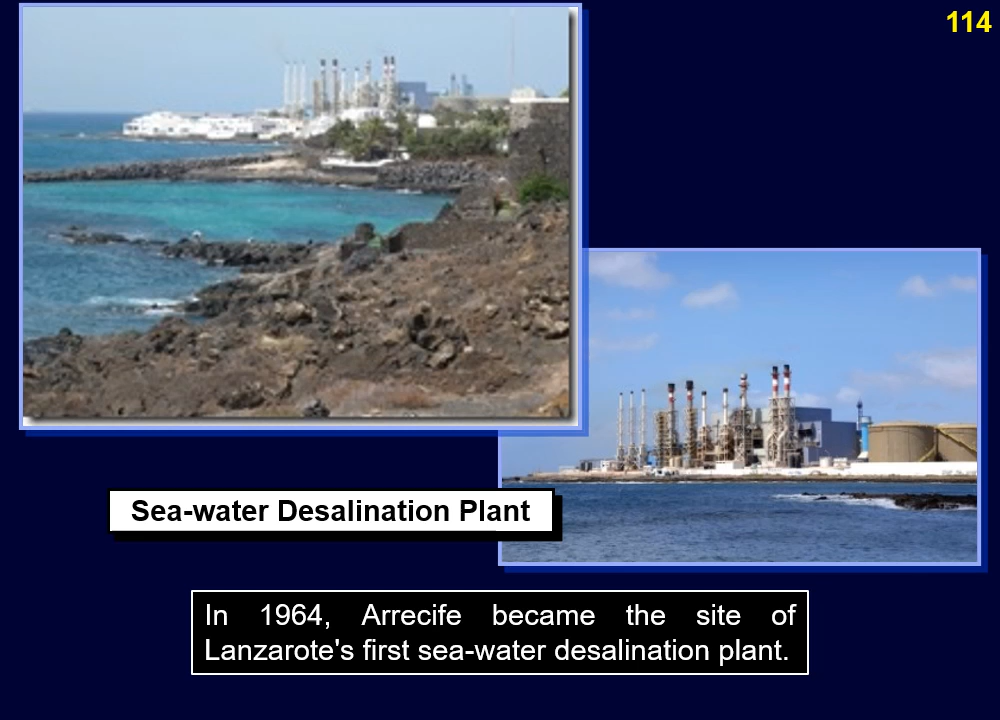 114
Sea-water Desalination Plant
In 1964, Arrecife became the site of
Lanzarote's first sea-water desalination plant.